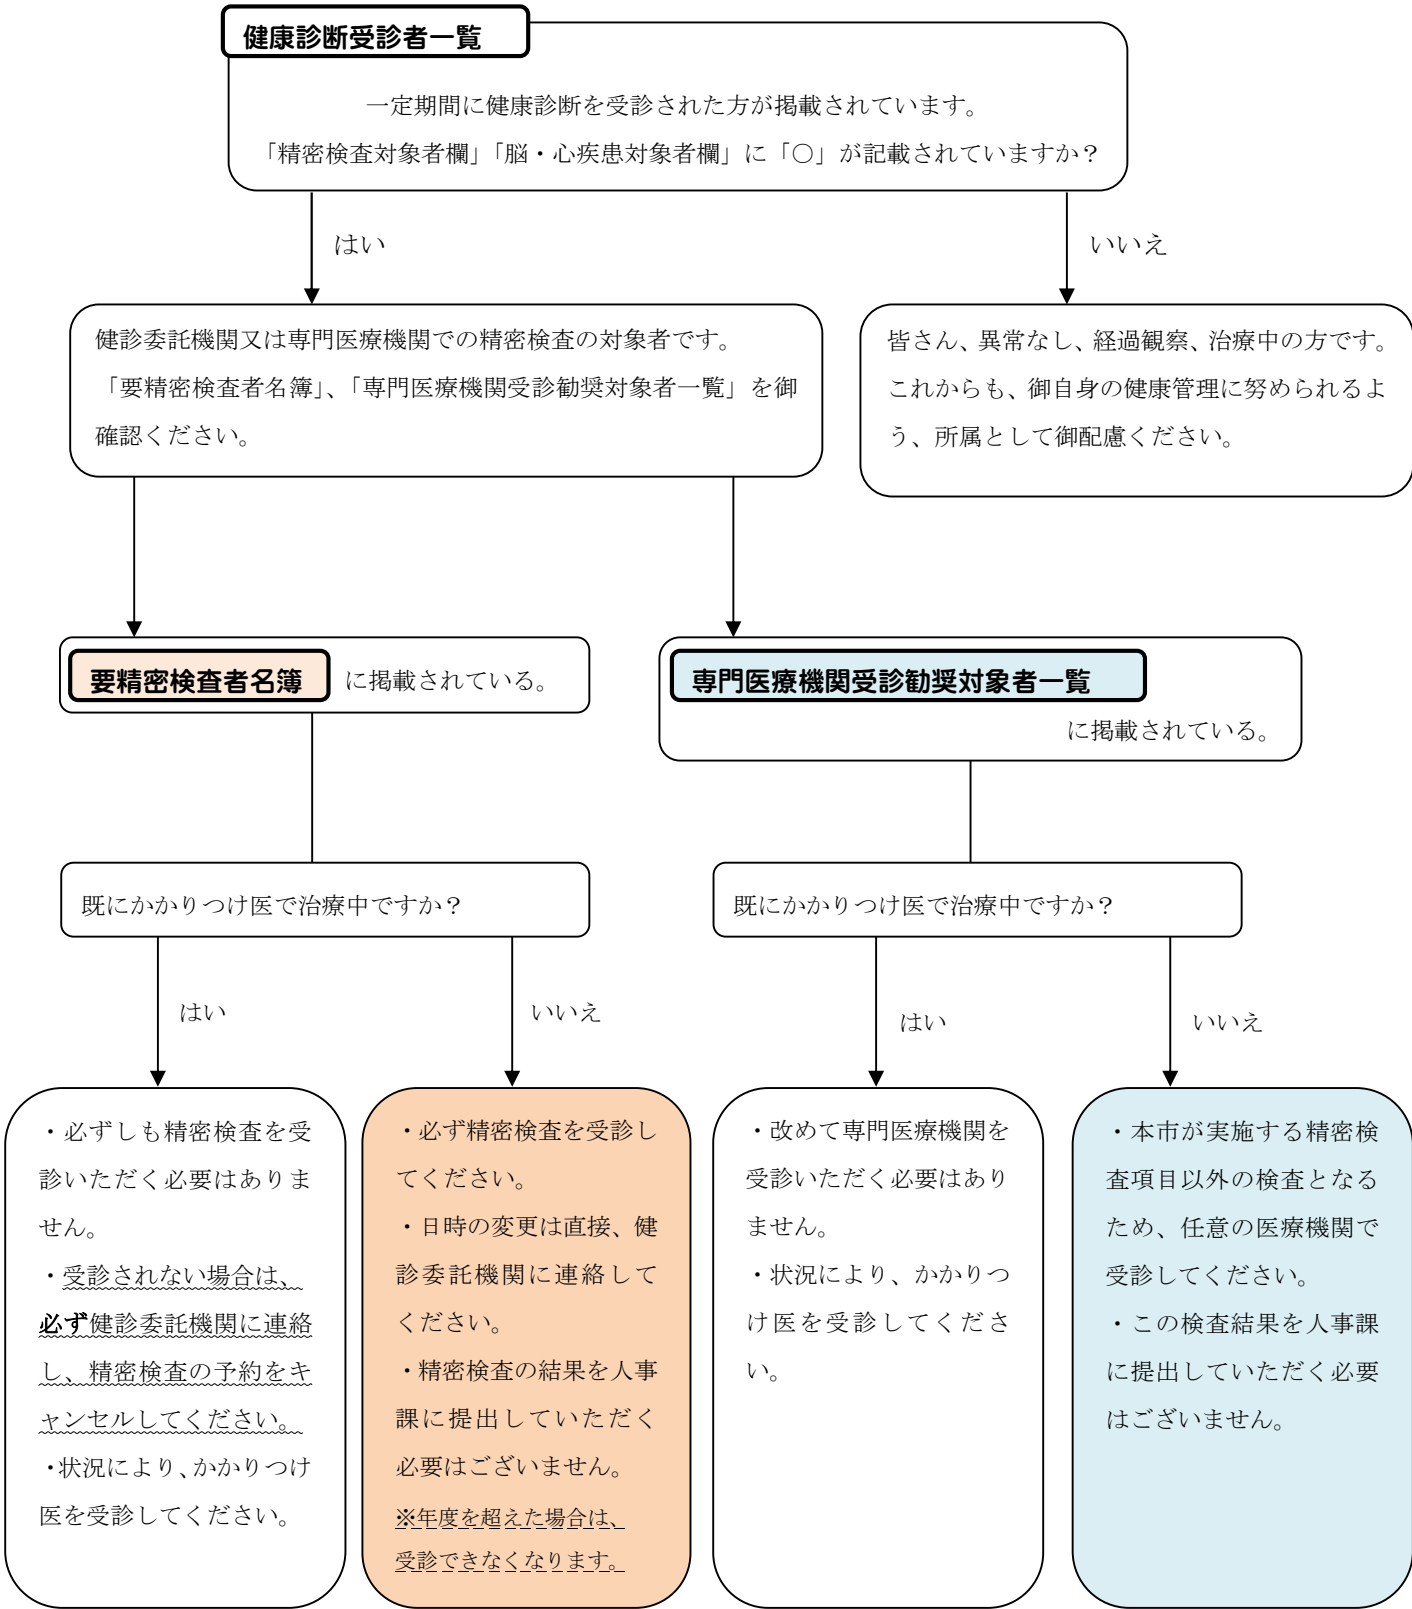 健康診断受診者一覧
一定期間に健康診断を受診された方が掲載されています。
「精密検査対象者欄」「脳・心疾患対象者欄」に「〇」が記載されていますか？
はい
いいえ
健診委託機関又は専門医療機関での精密検査の対象者です。
「要精密検査者名簿」、「専門医療機関受診勧奨対象者一覧」を御
確認ください。
皆さん、異常なし、経過観察、治療中の方です。
これからも、御自身の健康管理に努められるよ
う、所属として御配慮ください。
要精密検査者名簿 に掲載されている。
専門医療機関受診勧奨対象者一覧
に掲載されている。
既にかかりつけ医で治療中ですか？
既にかかりつけ医で治療中ですか？
はい
いいえ
はい
いいえ
・必ずしも精密検査を受
診いただく必要はありま
せん。
・受診されない場合は、
必ず健診委託機関に連絡
し、精密検査の予約をキ
ャンセルしてください。
・状況により、かかりつけ
医を受診してください。
・必ず精密検査を受診し
てください。
・日時の変更は直接、健
診委託機関に連絡して
ください。
・精密検査の結果を人事
課に提出していただく
必要はございません。
※年度を超えた場合は、
受診できなくなります。
・改めて専門医療機関を
受診いただく必要はあり
ません。
・状況により、かかりつ
け医を受診してくださ
い。
・本市が実施する精密検
査項目以外の検査となる
ため、任意の医療機関で
受診してください。
・この検査結果を人事課
に提出していただく必要
はございません。